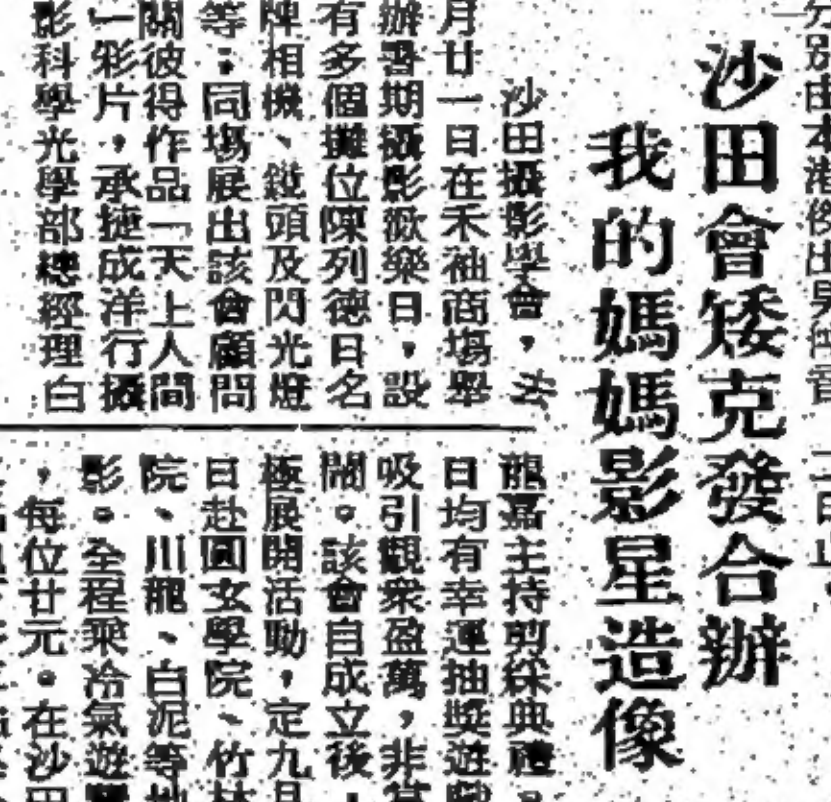 沙田會矮克發合辦
我的媽媽影星造像
沙田攝影學會,去
月廿一日在禾袖商場舉
辦暑期攝影歡樂日,設
有多個攤位陳列德日名
牌相機、鏡頭及閃光燈
等;同場展出該會顧問
關彼得作品「天上人間
」彩片,承捷成洋行攝
影科學光學部總經理白
龍嘉主持剪綵典禮。
日均有幸運抽獎遊
吸引觀衆盈萬,非常
鬧。該會自成立後,
極展開活動,定九月
日赴圓玄學院、竹林
院、川龍、白泥等地
影。全程乘冷氣遊
,每位廿元。在沙田